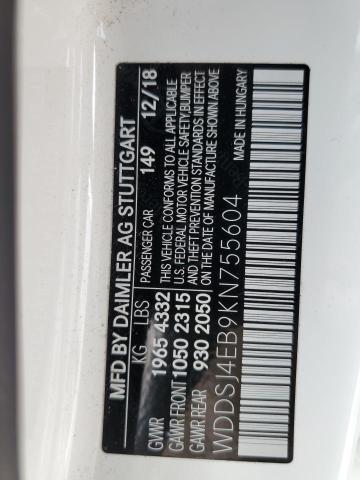 MFD BY DAIMLER AG STUTTGART
PASSENGER CAR 149 12/18
KG LBS
GVWR 1965 4332
GAWR FRONT 1050 2315
GAWR REAR 930 2050
THIS VEHICLE CONFORMS TO ALL APPLICABLE
U.S. FEDERAL MOTOR VEHICLE SAFETY,BUMPER
AND THEFT PREVENTION STANDARDS IN EFFECT
ON THE DATE OF MANUFACTURE SHOWN ABOVE
WDDSJ4EB9KN755604
MADE IN HUNGARY